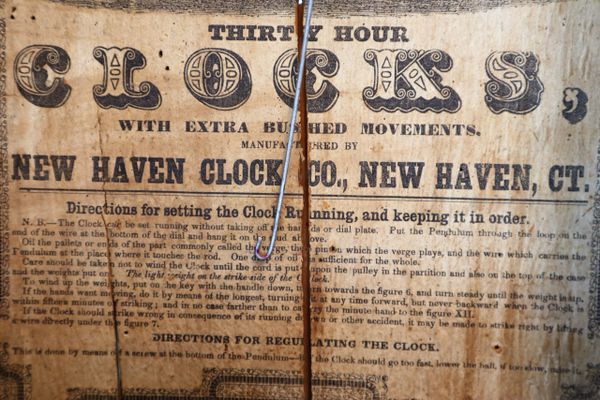 THIRTY HOUR
CLOCKS,
WITH EXTRA BUSHED MOVEMENTS.
MANUFACTURED BY
NEW HAVEN CLOCK CO., NEW HAVEN, CT.
Directions for setting the Clock Running, and keeping it in order.
N. B.—The Clock can be set running without taking off the hands or dial plate. Put the Pendulum through the loop on the
end of the wire at the bottom of the dial and hang it on the stud above.
Oil the pallets or ends of the part commonly called the verge, the pin on which the verge plays, and the wire which carries the
Pendulum at the place where it touches the rod. One drop of oil is sufficient for the whole.
Care should be taken not to wind the Clock until the cord is put upon the pulley in the partition and also on the top of the case
and the weights put on. The light weight on the strike side of the Clock.
To wind up the weights, put on the key with the handle down, turn towards the figure 6, and turn steady until the weight is up.
If the hands want moving, do it by means of the longest, turning it at any time forward, but never backward when the Clock is
within fifteen minutes of striking; and in no case farther than to carry the minute hand to the figure XII.
If the Clock should strike wrong in consequence of its running down or other accident, it may be made to strike right by lifting
a wire directly under the figure 7.
DIRECTIONS FOR REGULATING THE CLOCK.
This is done by means of a screw at the bottom of the Pendulum—If the Clock should go too fast, lower the ball, if too slow, raise it.